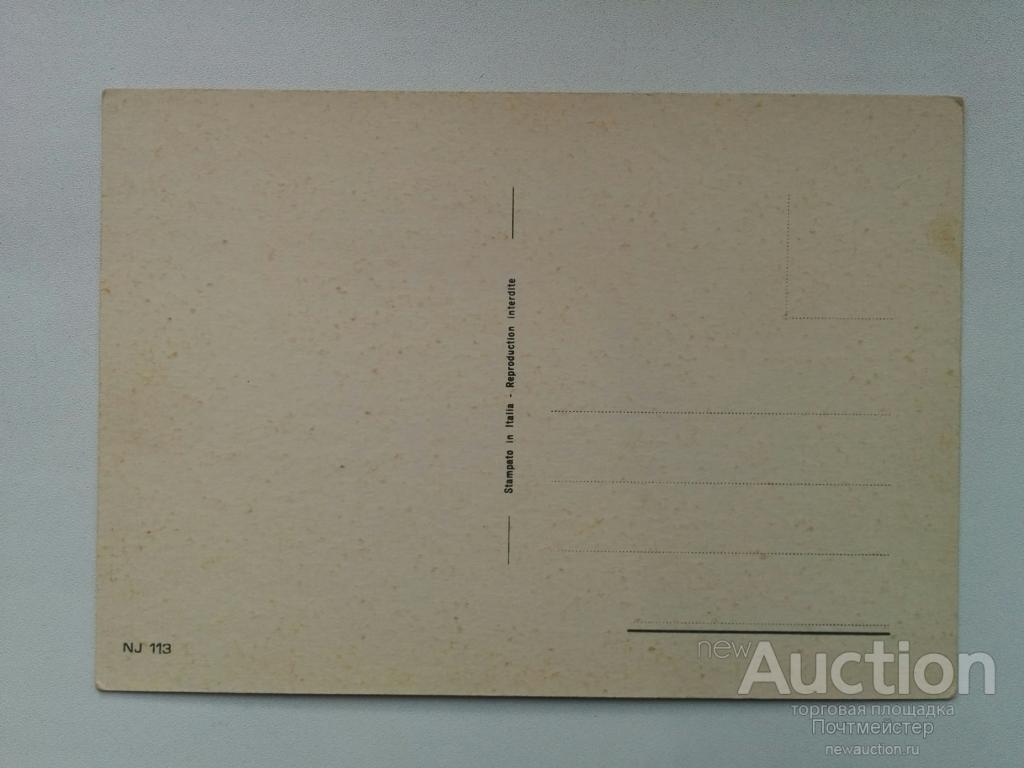 Stampato in Italia - Reproduction interdite
NJ 113
newAuction
торговая площадка
Почтмейстер
newauction.ru